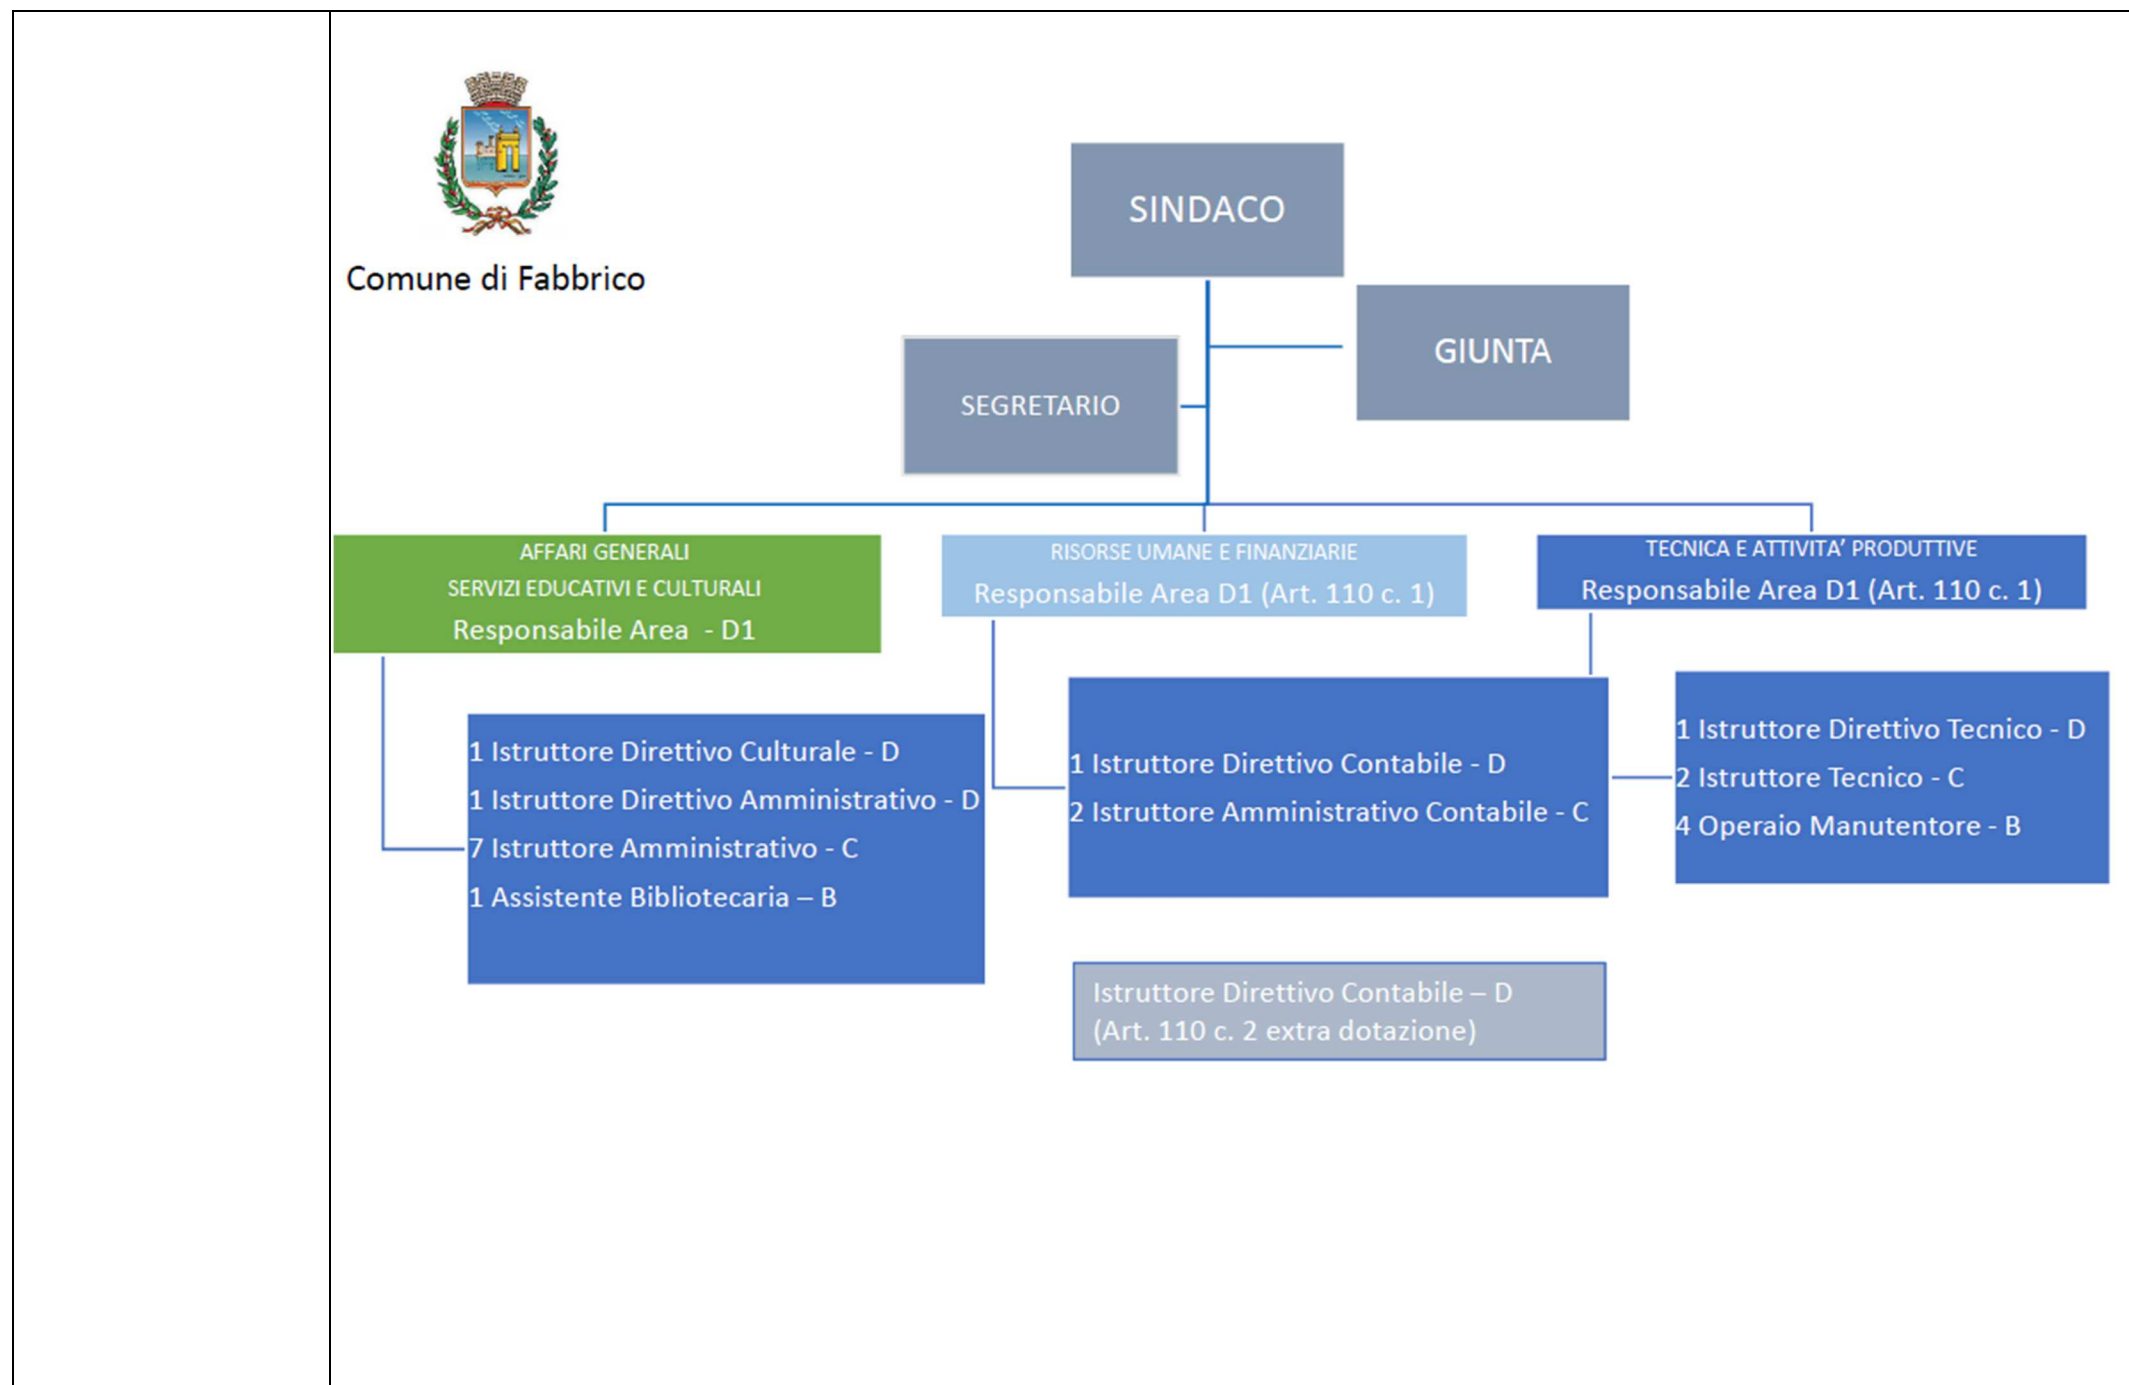 Comune di Fabbrico
SINDACO
GIUNTA
SEGRETARIO
AFFARI GENERALI
SERVIZI EDUCATIVI E CULTURALI
Responsabile Area - D1
RISORSE UMANE E FINANZIARIE
Responsabile Area D1 (Art. 110 c. 1)
TECNICA E ATTIVITA’ PRODUTTIVE
Responsabile Area D1 (Art. 110 c. 1)
1 Istruttore Direttivo Culturale - D
1 Istruttore Direttivo Amministrativo - D
7 Istruttore Amministrativo - C
1 Assistente Bibliotecaria – B
1 Istruttore Direttivo Contabile - D
2 Istruttore Amministrativo Contabile - C
1 Istruttore Direttivo Tecnico - D
2 Istruttore Tecnico - C
4 Operaio Manutentore - B
Istruttore Direttivo Contabile – D
(Art. 110 c. 2 extra dotazione)